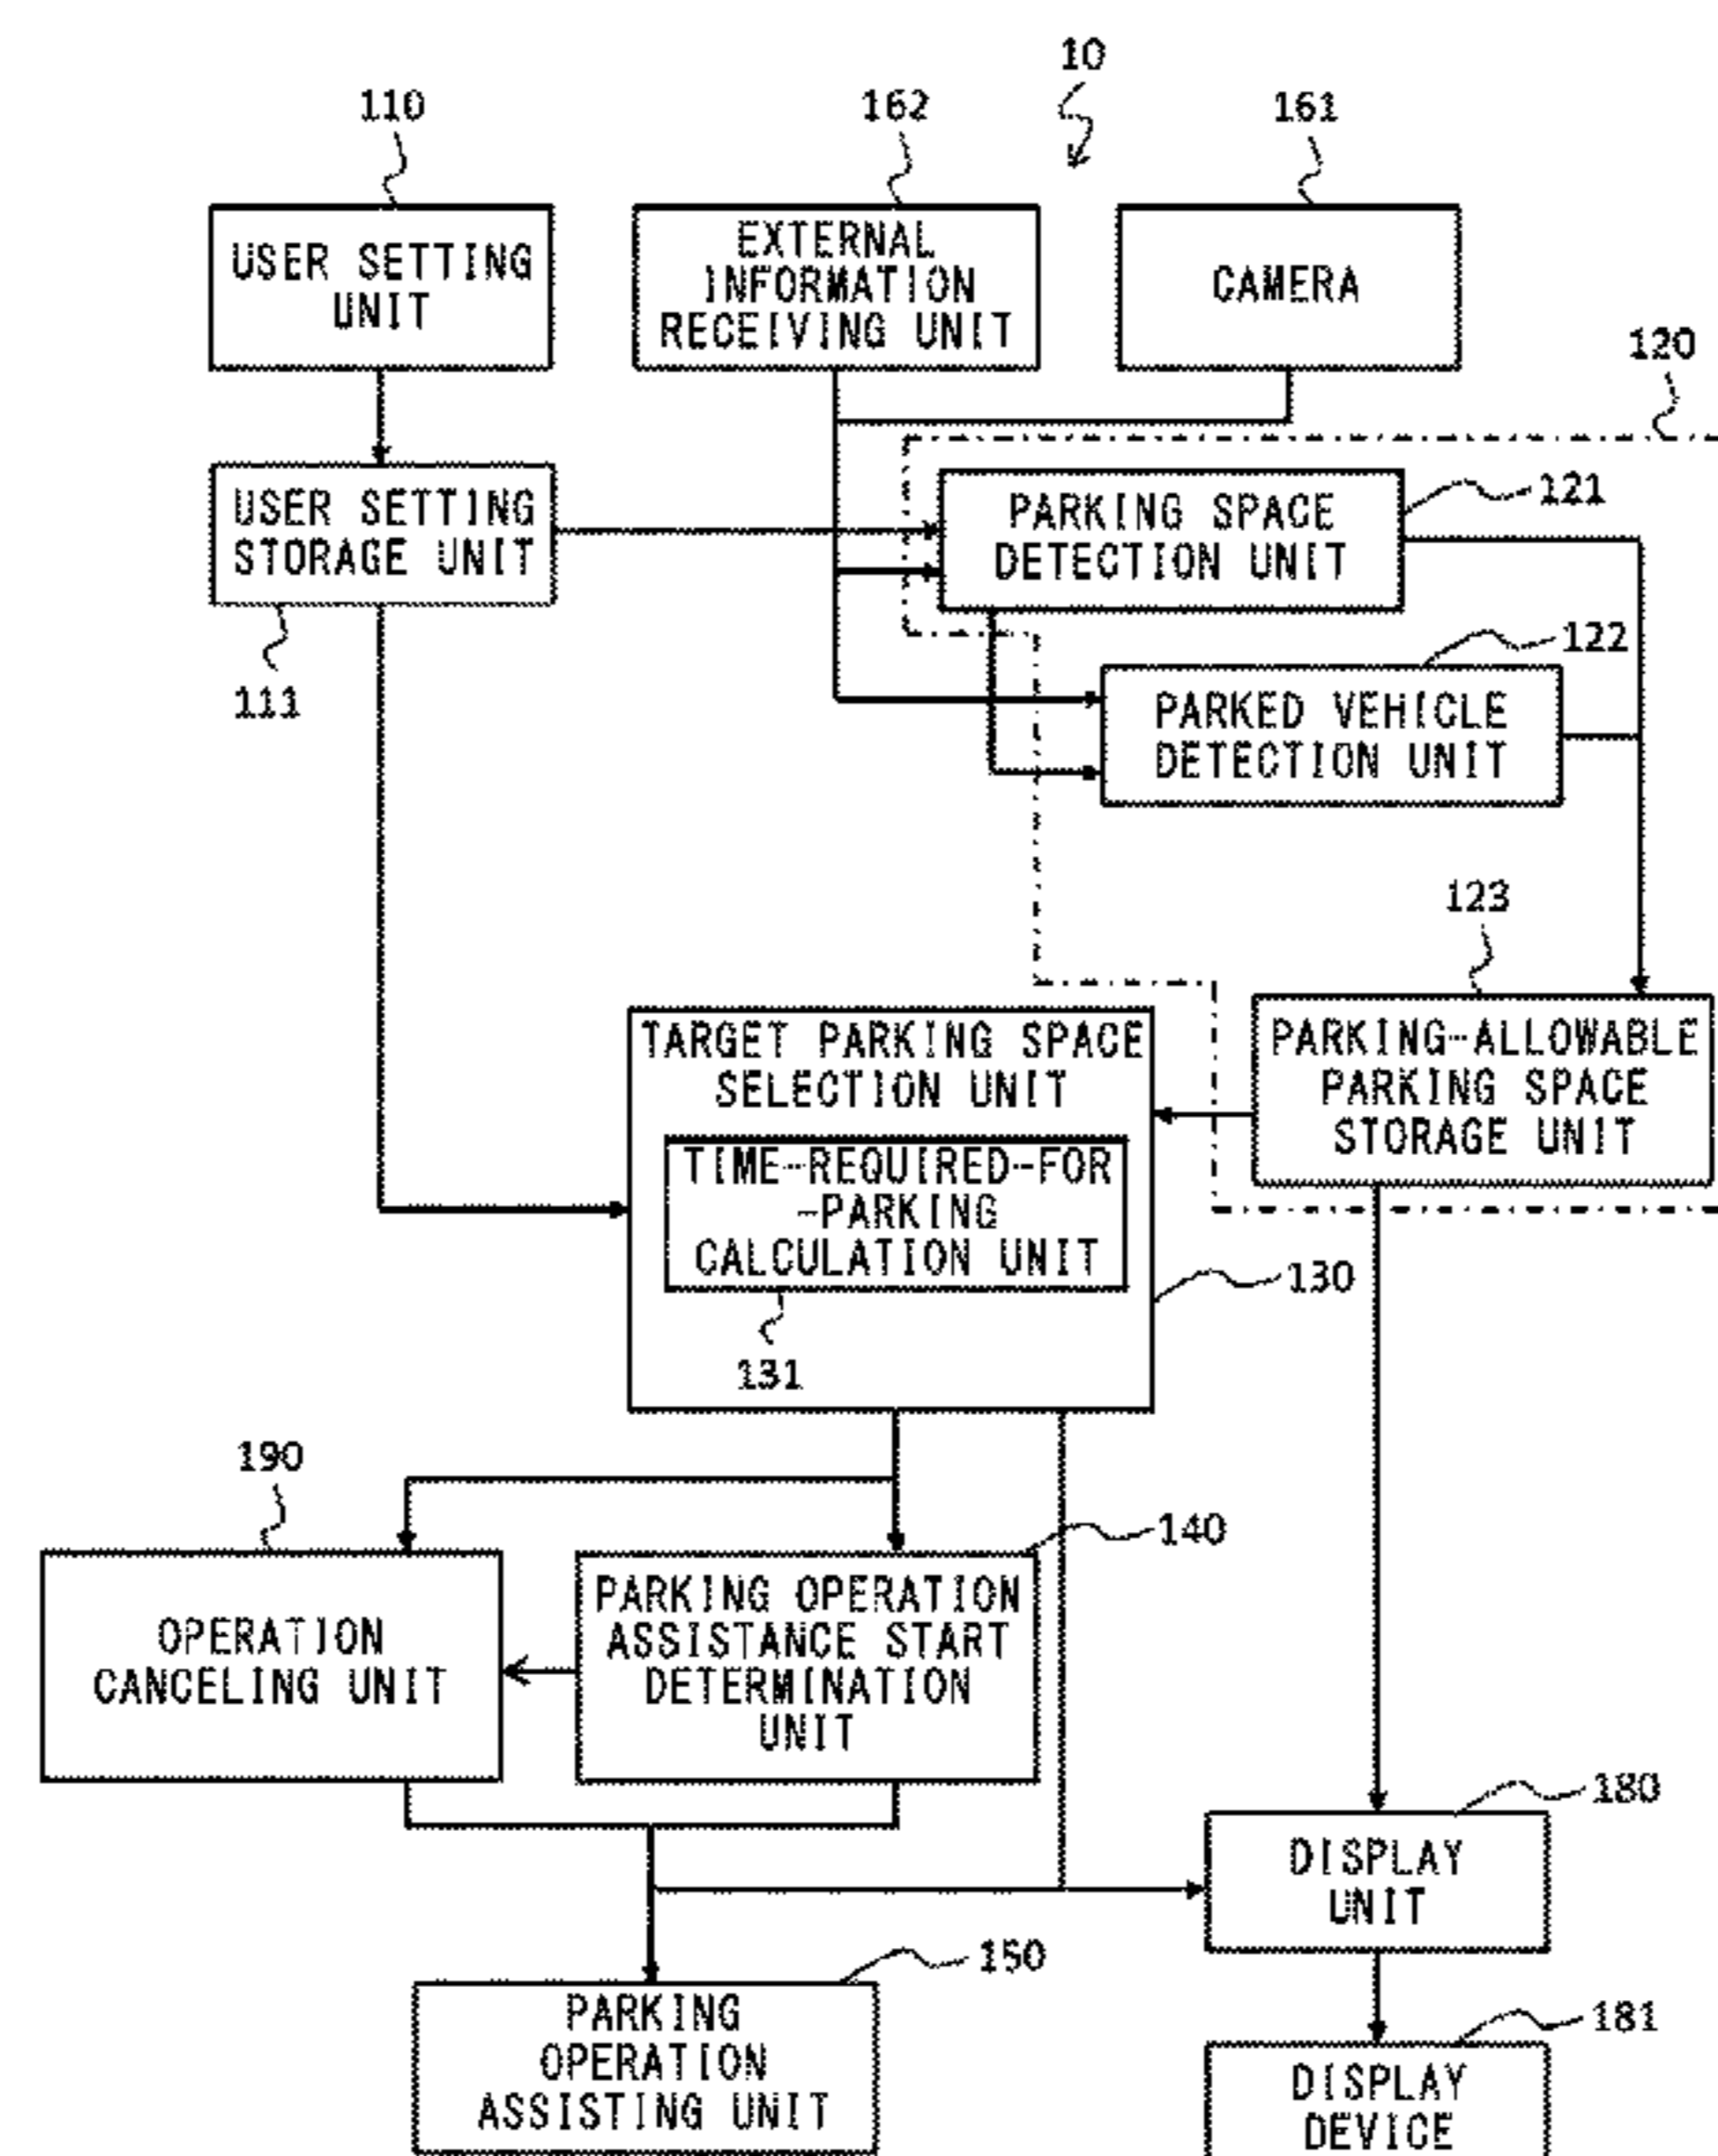 10
110
162
161
USER SETTING
UNIT
EXTERNAL
INFORMATION
RECEIVING UNIT
CAMERA
120
USER SETTING
STORAGE UNIT
111
PARKING SPACE
DETECTION UNIT
121
122
PARKED VEHICLE
DETECTION UNIT
123
PARKING-ALLOWABLE
PARKING SPACE
STORAGE UNIT
TARGET PARKING SPACE
SELECTION UNIT
TIME-REQUIRED-FOR-
-PARKING
CALCULATION UNIT
131
130
190
140
OPERATION
CANCELING UNIT
PARKING OPERATION
ASSISTANCE START
DETERMINATION
UNIT
180
DISPLAY
UNIT
150
PARKING
OPERATION
ASSISTING UNIT
181
DISPLAY
DEVICE